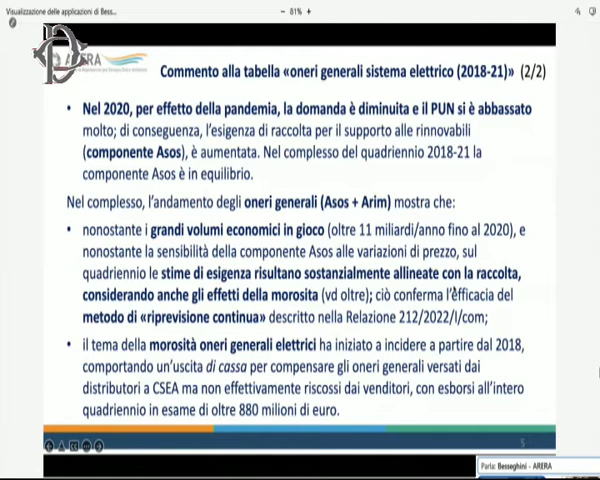 Visualizzazione delle applicazioni di Bess...
− 81% +
ARERA
Commento alla tabella «oneri generali sistema elettrico (2018-21)» (2/2)
• Nel 2020, per effetto della pandemia, la domanda è diminuita e il PUN si è abbassato
molto; di conseguenza, l'esigenza di raccolta per il supporto alle rinnovabili
(componente Asos), è aumentata. Nel complesso del quadriennio 2018-21 la
componente Asos è in equilibrio.
Nel complesso, l'andamento degli oneri generali (Asos + Arim) mostra che:
• nonostante i grandi volumi economici in gioco (oltre 11 miliardi/anno fino al 2020), e
nonostante la sensibilità della componente Asos alle variazioni di prezzo, sul
quadriennio le stime di esigenza risultano sostanzialmente allineate con la raccolta,
considerando anche gli effetti della morosita (vd oltre); ciò conferma l'efficacia del
metodo di «riprevisione continua» descritto nella Relazione 212/2022/I/com;
• il tema della morosità oneri generali elettrici ha iniziato a incidere a partire dal 2018,
comportando un'uscita di cassa per compensare gli oneri generali versati dai
distributori a CSEA ma non effettivamente riscossi dai venditori, con esborsi all'intero
quadriennio in esame di oltre 880 milioni di euro.
5
Parla: Besseghini - ARERA